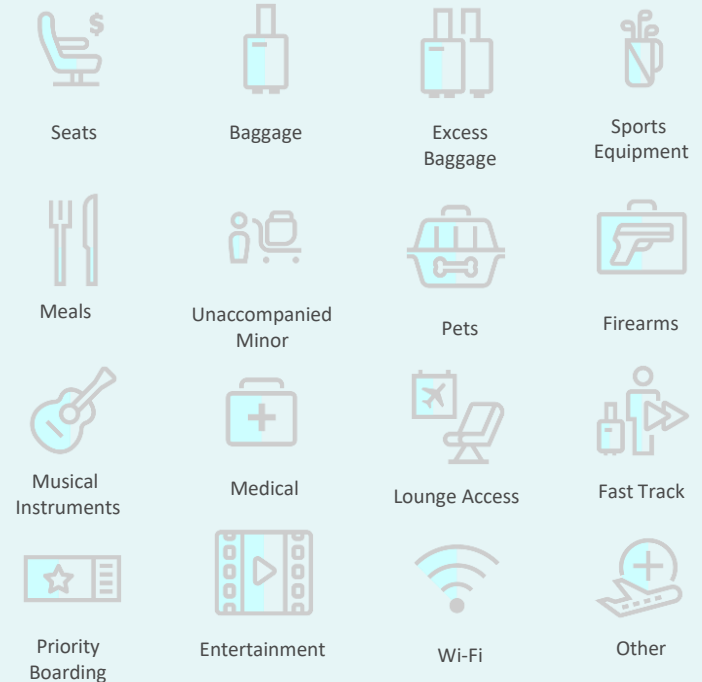 $
Seats
Baggage
Excess
Baggage
Sports
Equipment
Meals
Unaccompanied
Minor
Pets
Firearms
Musical
Instruments
Medical
Lounge Access
Fast Track
Priority
Boarding
Entertainment
Wi-Fi
Other